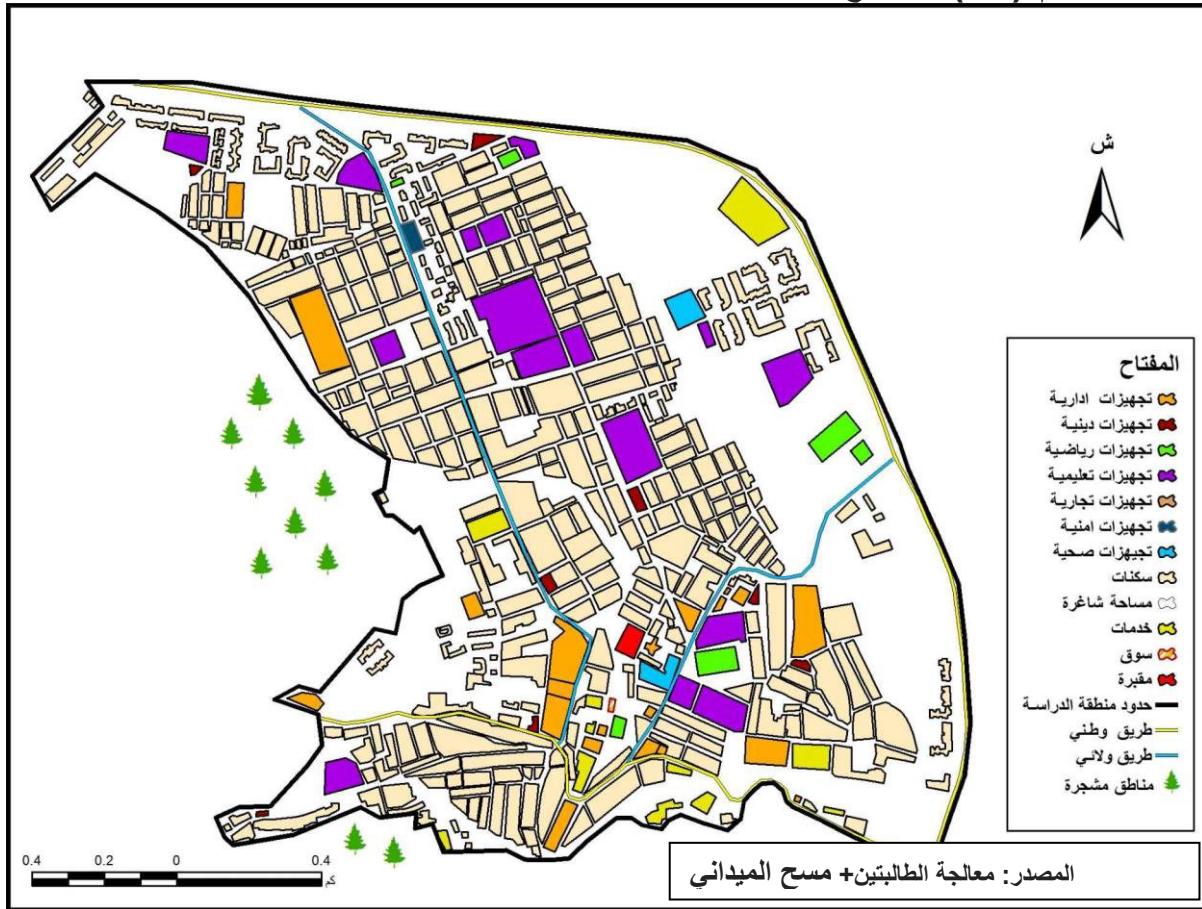 ش
المفتاح
تجهيزات ادارية
تجهيزات دينية
تجهيزات رياضية
تجهيزات تعليمية
تجهيزات تجارية
تجهيزات امنية
تجيهزات صحية
سكنات
مساحة شاغرة
خدمات
سوق
مقبرة
حدود منطقة الدراسة
طريق وطني
طريق ولائي
مناطق مشجرة
0.4 0.2 0 0.4
كم
المصدر: معالجة الطالبتين+ مسح الميداني